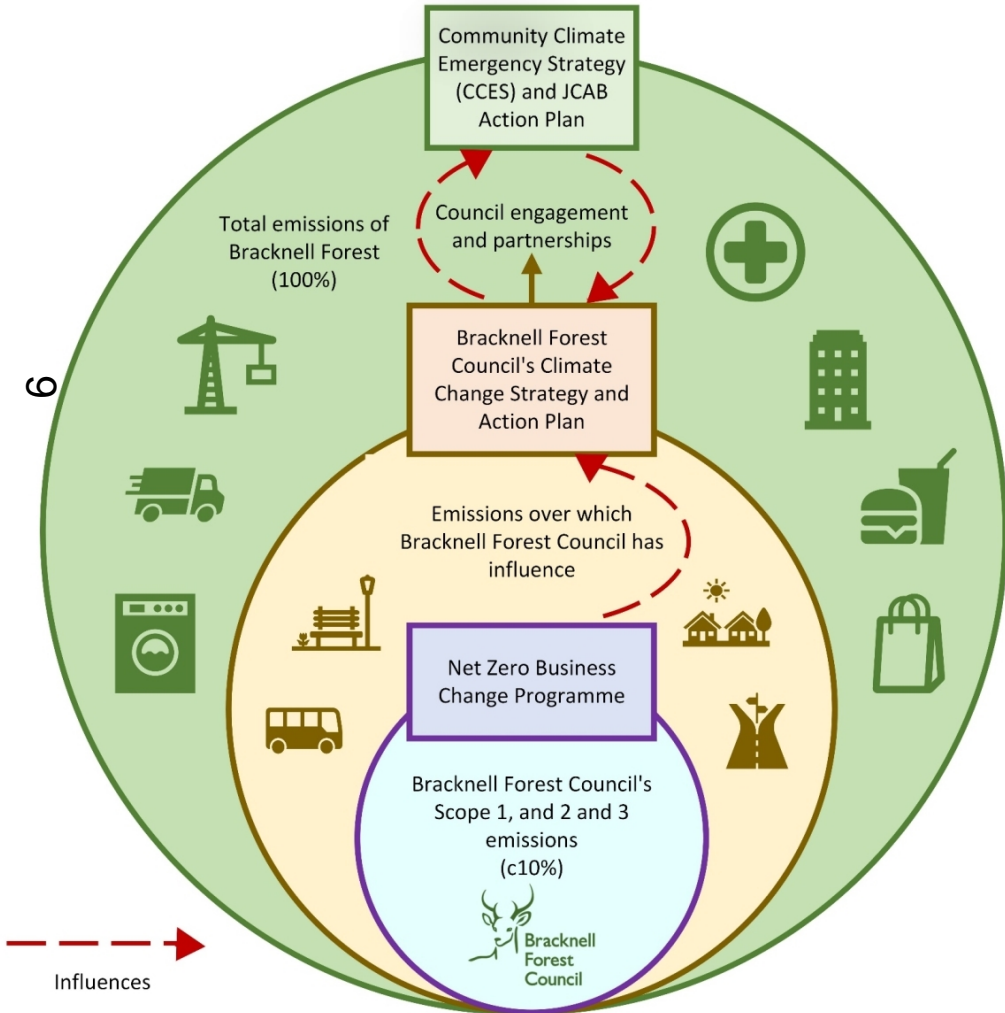 Community Climate
Emergency Strategy
(CCES) and JCAB
Action Plan
Total emissions of
Bracknell Forest
(100%)
Council engagement
and partnerships
Bracknell Forest
Council's Climate
Change Strategy and
Action Plan
6
Emissions over which
Bracknell Forest Council has
influence
Net Zero Business
Change Programme
Bracknell Forest Council's
Scope 1, and 2 and 3
emissions
(c10%)
Bracknell
Forest
Council
Influences